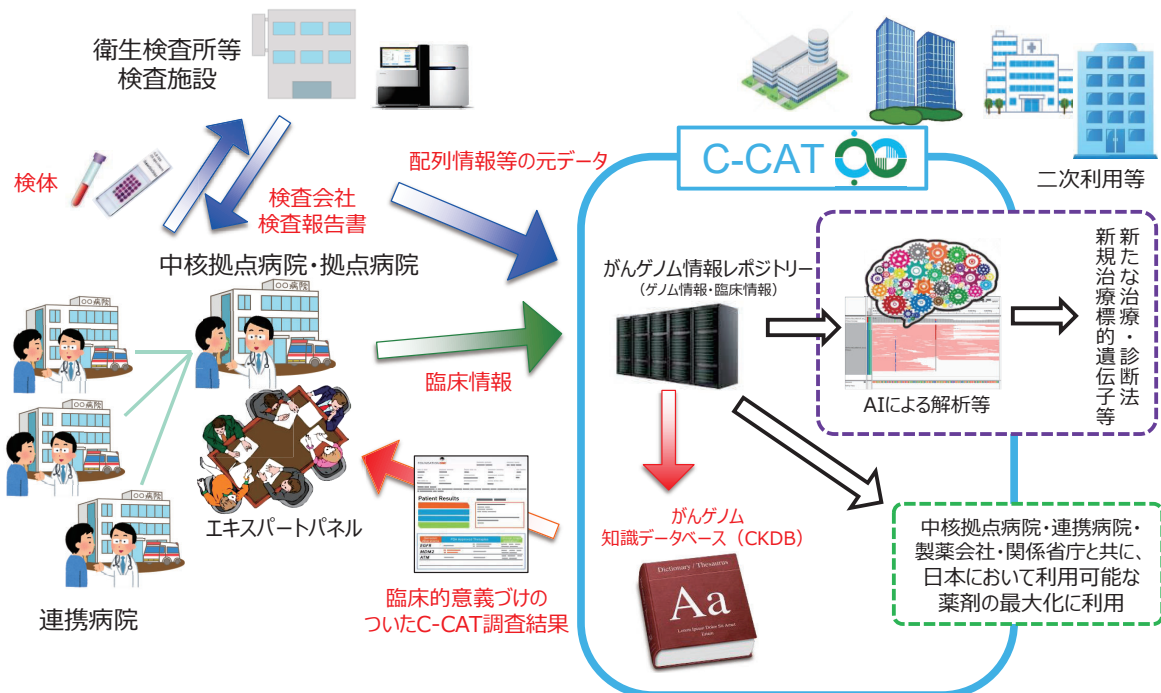 衛生検査所等
検査施設
検体
検査会社
検査報告書
配列情報等の元データ
C-CAT
二次利用等
中核拠点病院・拠点病院
○○病院
○○病院
○○病院
○○病院
連携病院
臨床情報
エキスパートパネル
Patient Results
EGFR
MDM2
ATM
臨床的意義づけの
ついたC-CAT調査結果
がんゲノム情報レポジトリー
（ゲノム情報・臨床情報）
AIによる解析等
新たな治療・診断法
新規治療標的遺伝子等
がんゲノム
知識データベース（CKDB）
Dictionary / Thesaurus
Aa
中核拠点病院・連携病院・
製薬会社・関係省庁と共に、
日本において利用可能な
薬剤の最大化に利用